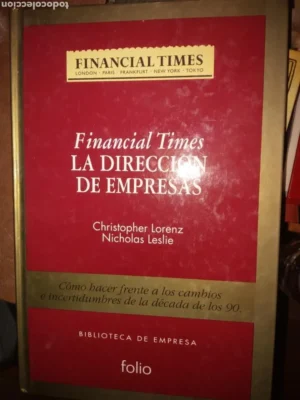 todocoleccion
FINANCIAL TIMES
LONDON · PARIS · FRANKFURT · NEW YORK · TOKYO
Financial Times
LA DIRECCIÓN
DE EMPRESAS
Christopher Lorenz
Nicholas Leslie
Cómo hacer frente a los cambios
e incertidumbres de la década de los 90.
BIBLIOTECA DE EMPRESA
folio